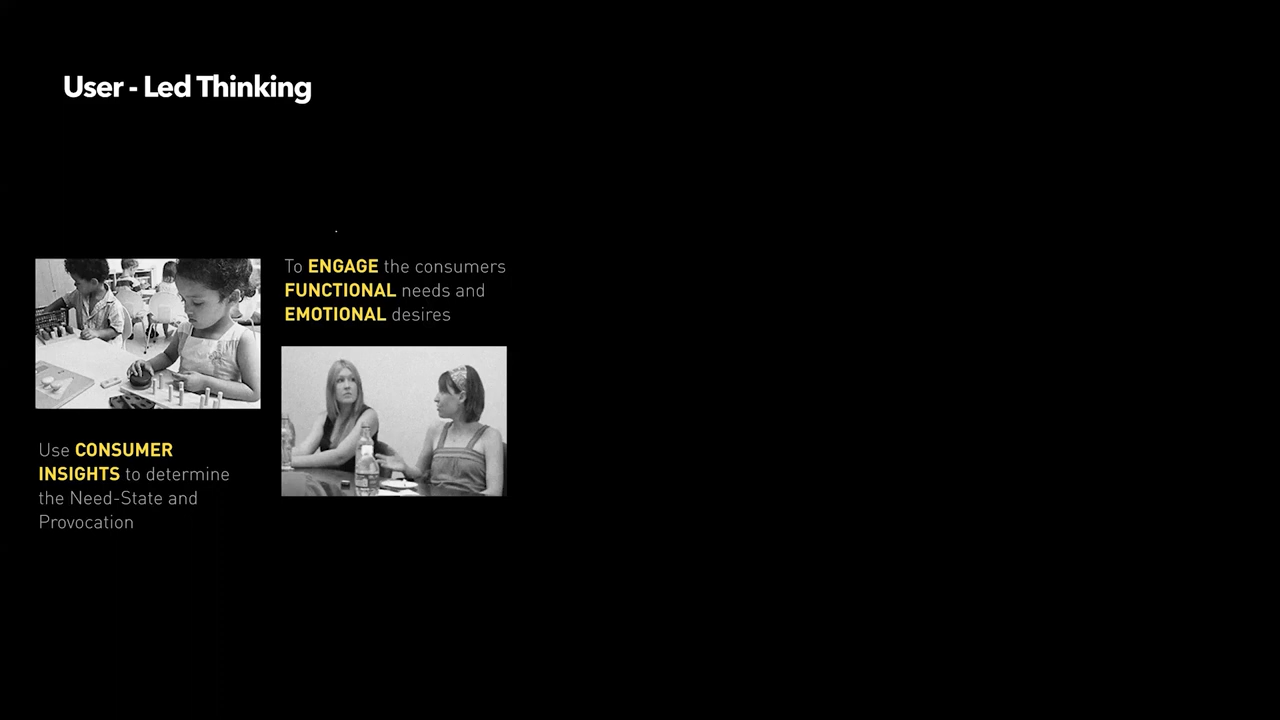 User - Led Thinking
Use CONSUMER
INSIGHTS to determine
the Need-State and
Provocation
To ENGAGE the consumers
FUNCTIONAL needs and
EMOTIONAL desires